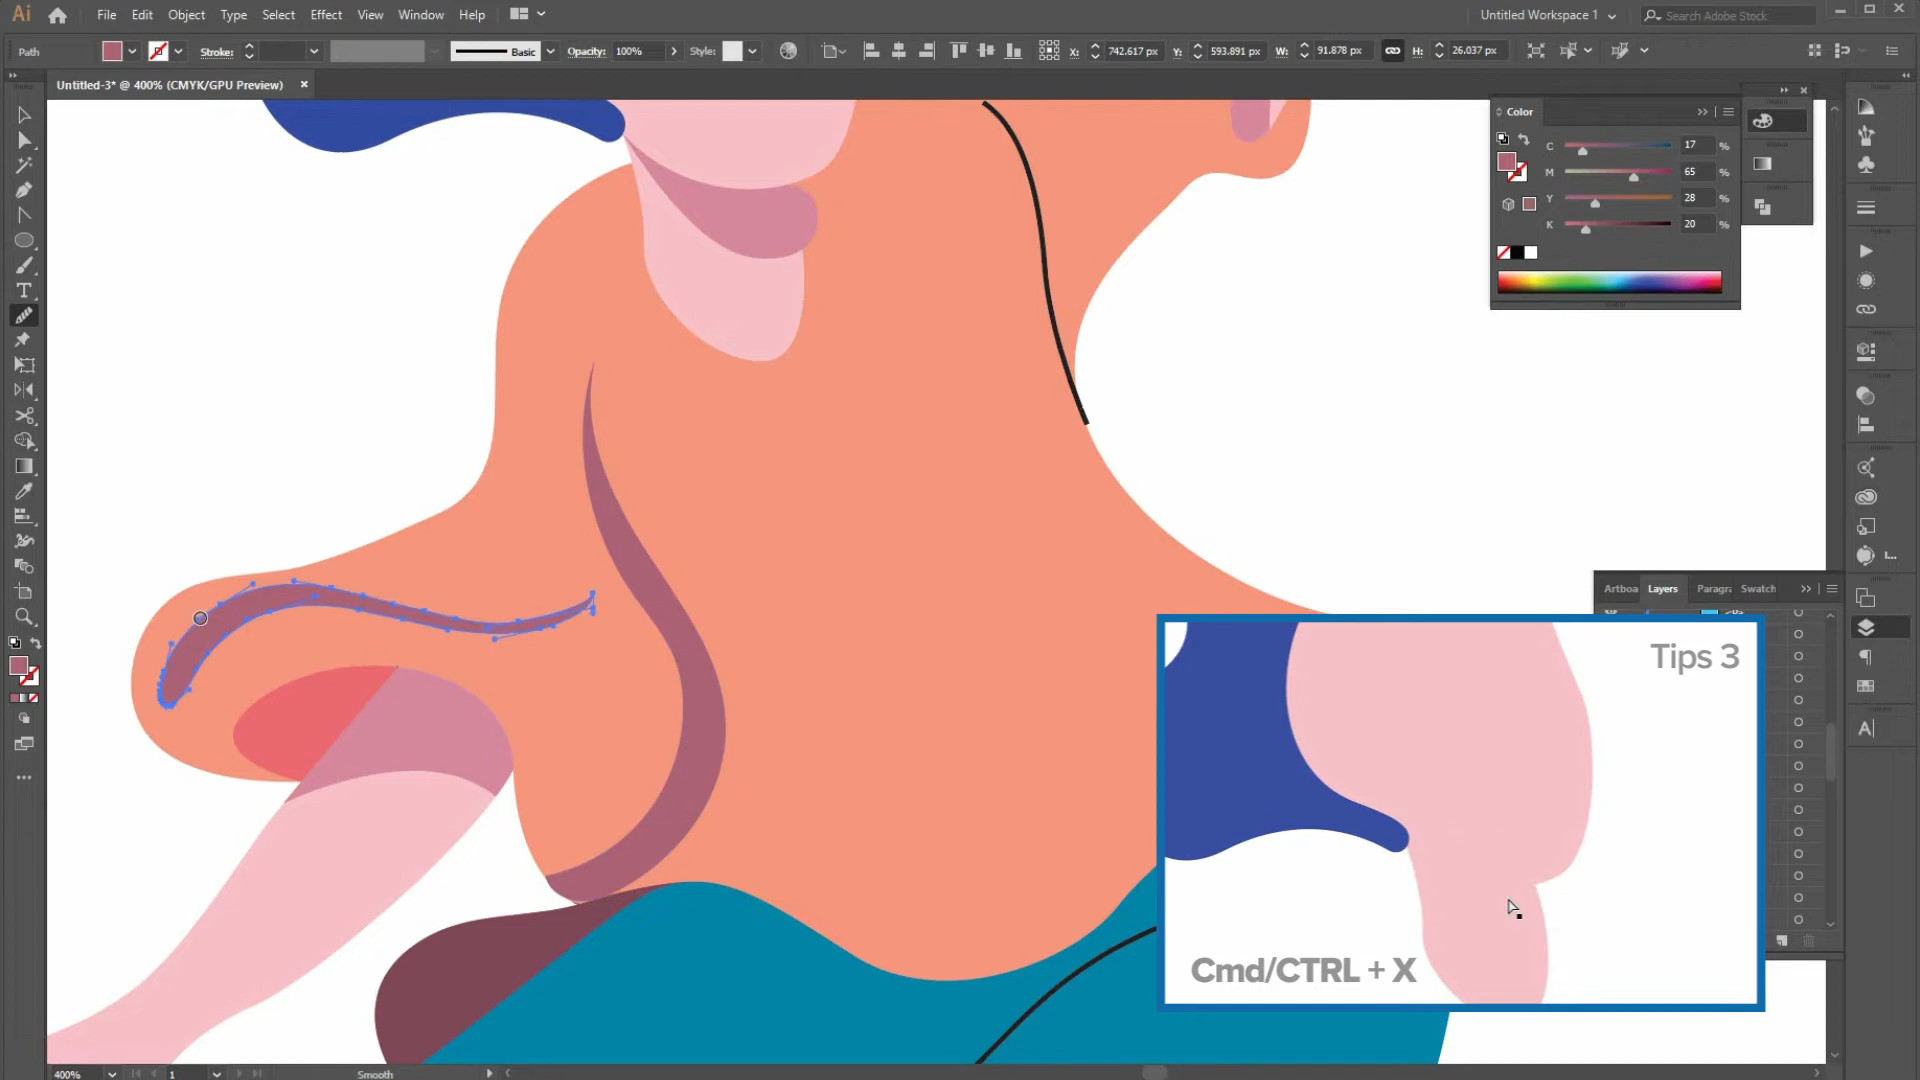 Ai File Edit Object Type Select Effect View Window Help Untitled Workspace 1 Search Adobe Stock
Path Stroke: Basic Opacity: 100% Style: X: 742.617 px Y: 593.891 px W: 91.878 px H: 26.037 px
Untitled-3* @ 400% (CMYK/GPU Preview)
Color
C 17 %
M 65 %
Y 28 %
K 20 %
Artboa Layers Paragra Swatch
Tips 3
Cmd/CTRL + X
400% 1 Smooth